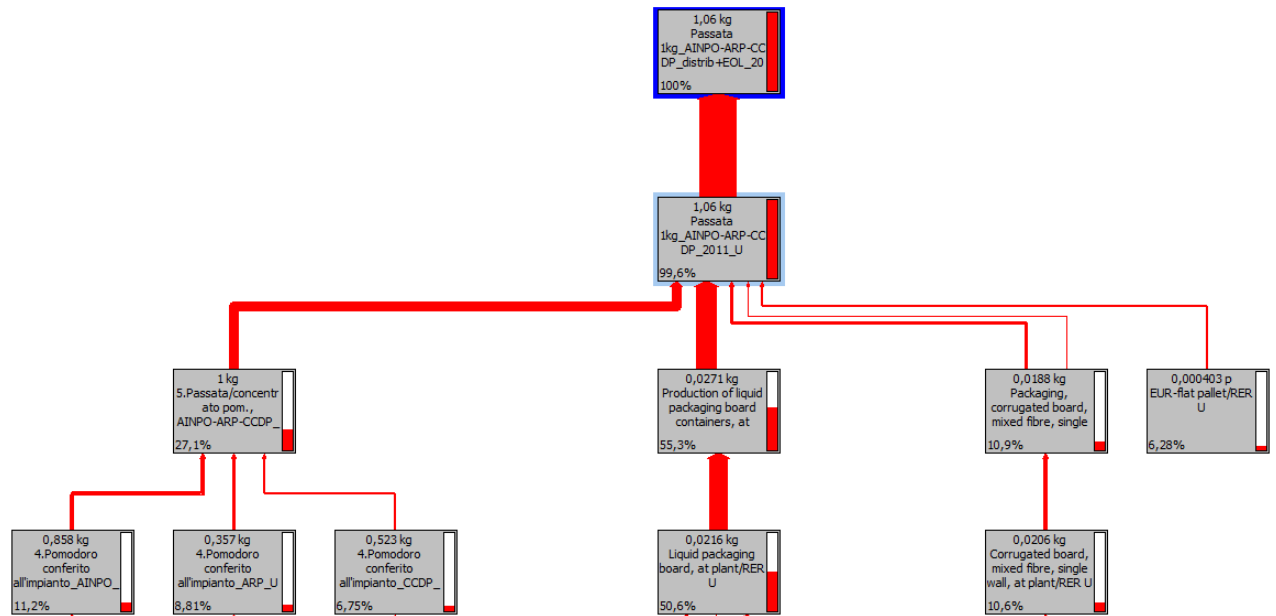 1,06 kg
Passata
1kg_AINPO-ARP-CC
DP_distrib+EOL_20
100%
1,06 kg
Passata
1kg_AINPO-ARP-CC
DP_2011_U
99,6%
1 kg
5.Passata/concentr
ato pom.,
AINPO-ARP-CCDP_
27,1%
0,0271 kg
Production of liquid
packaging board
containers, at
55,3%
0,0188 kg
Packaging,
corrugated board,
mixed fibre, single
10,9%
0,000403 p
EUR-flat pallet/RER
U
6,28%
0,858 kg
4.Pomodoro
conferito
all'impianto_AINPO_
11,2%
0,357 kg
4.Pomodoro
conferito
all'impianto_ARP_U
8,81%
0,523 kg
4.Pomodoro
conferito
all'impianto_CCDP_
6,75%
0,0216 kg
Liquid packaging
board, at plant/RER
U
50,6%
0,0206 kg
Corrugated board,
mixed fibre, single
wall, at plant/RER U
10,6%